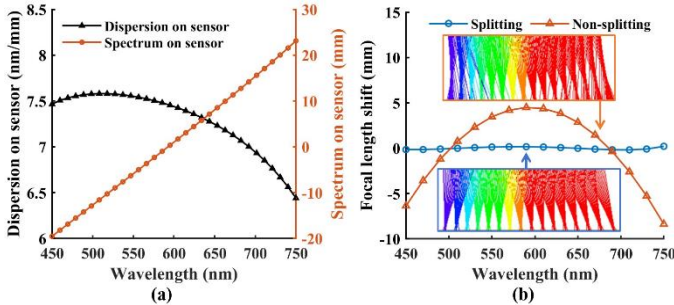 8.5
8
7.5
7
6.5
6
Dispersion on sensor (nm/mm)
Dispersion on sensor
Spectrum on sensor
30
20
10
0
-10
-20
Spectrum on sensor (mm)
450 500 550 600 650 700 750
Wavelength (nm)
(a)
15
10
5
0
-5
-10
Focal length shift (mm)
Splitting Non-splitting
450 500 550 600 650 700 750
Wavelength (nm)
(b)